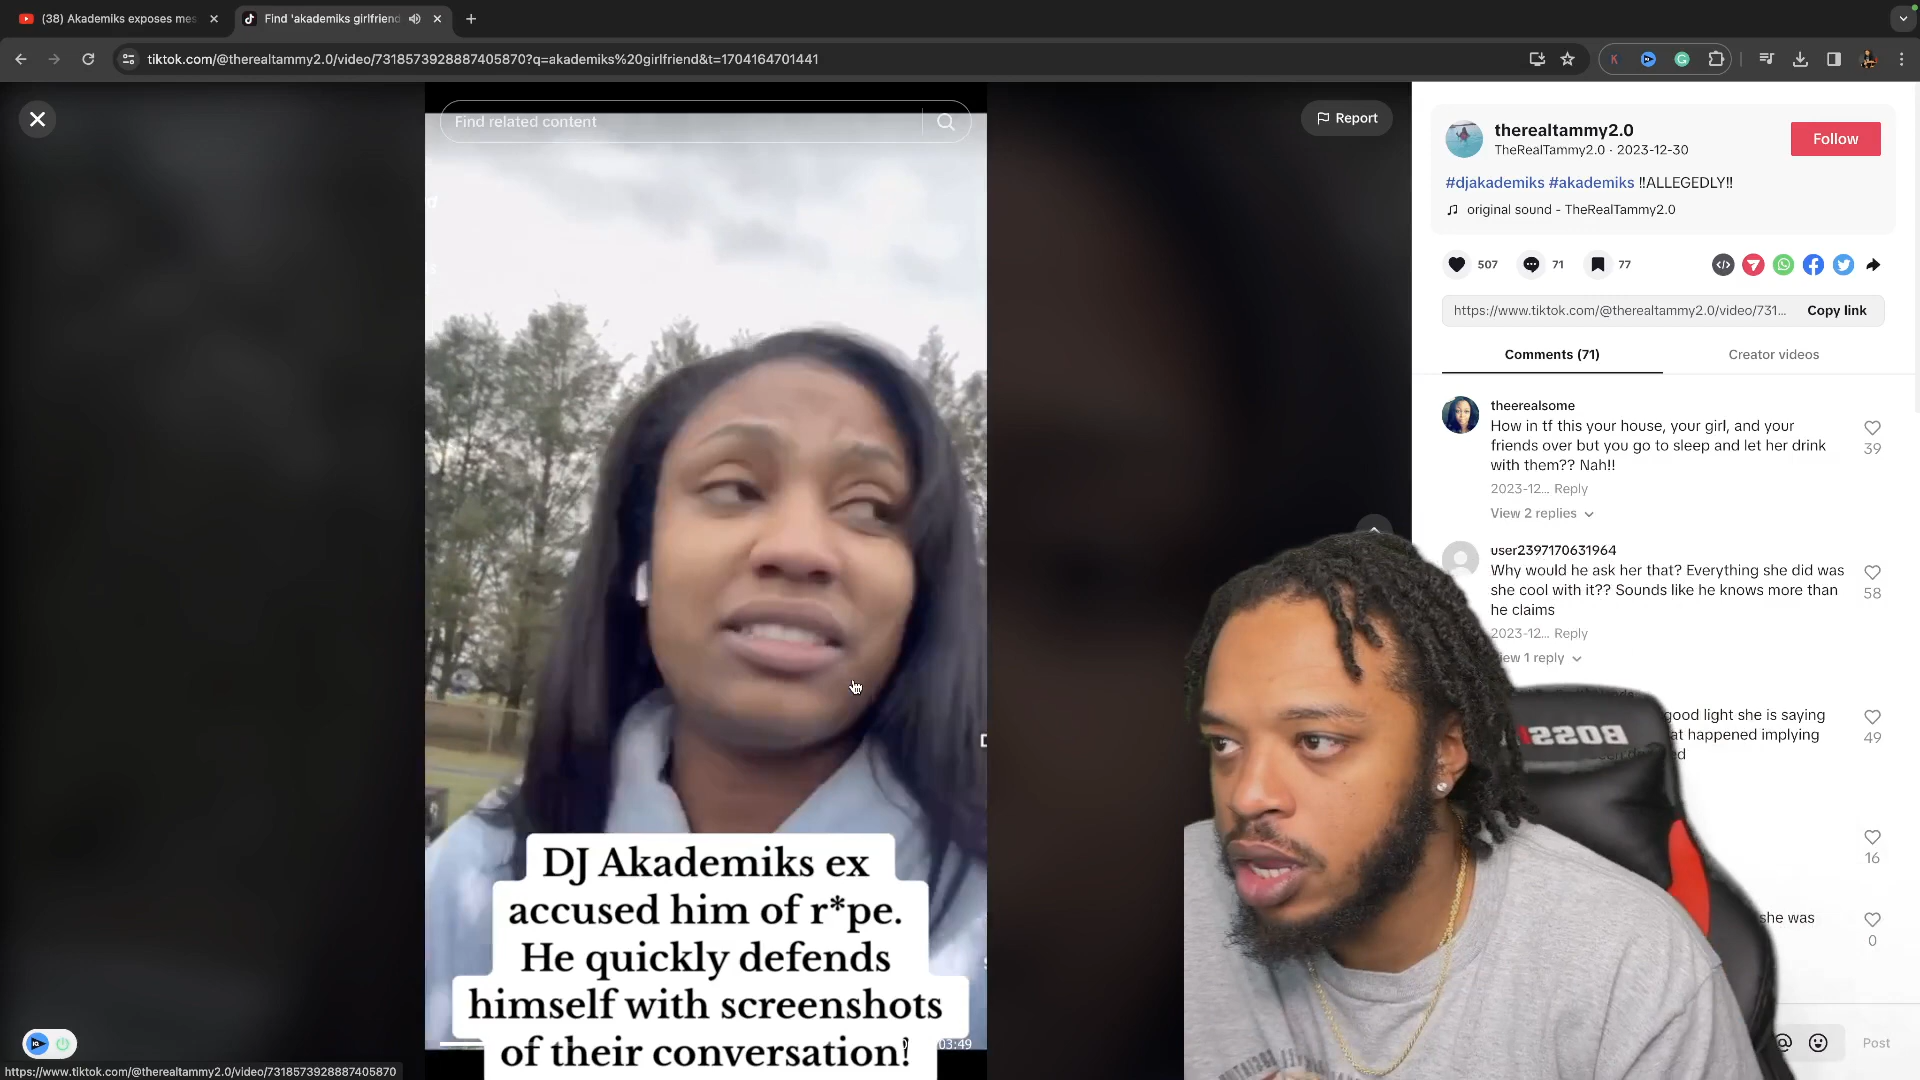 (38) Akademiks exposes mes
Find 'akademiks girlfriend
tiktok.com/@therealtammy2.0/video/7318573928887405870?q=akademiks%20girlfriend&t=1704164701441
Find related content
Report
therealtammy2.0
TheRealTammy2.0 · 2023-12-30
Follow
#djakademiks #akademiks !!ALLEGEDLY!!
original sound - TheRealTammy2.0
507
71
77
https://www.tiktok.com/@therealtammy2.0/video/731...
Copy link
Comments (71)
Creator videos
theerealsome
How in tf this your house, your girl, and your
friends over but you go to sleep and let her drink
with them?? Nah!!
39
2023-12... Reply
View 2 replies
user2397170631964
Why would he ask her that? Everything she did was
she cool with it?? Sounds like he knows more than
he claims
58
2023-12... Reply
iew 1 reply
good light she is saying
at happened implying
49
16
she was
0
BOSS
DJ Akademiks ex
accused him of r*pe.
He quickly defends
himself with screenshots
of their conversation!
03:49
Post
https://www.tiktok.com/@therealtammy2.0/video/7318573928887405870